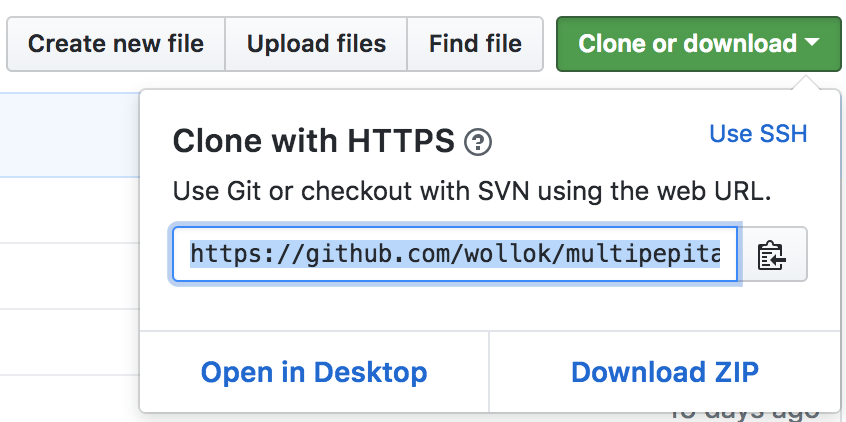 Create new file Upload files Find file Clone or download
Clone with HTTPS ? Use SSH
Use Git or checkout with SVN using the web URL.
https://github.com/wollok/multipepita
Open in Desktop Download ZIP
days ago